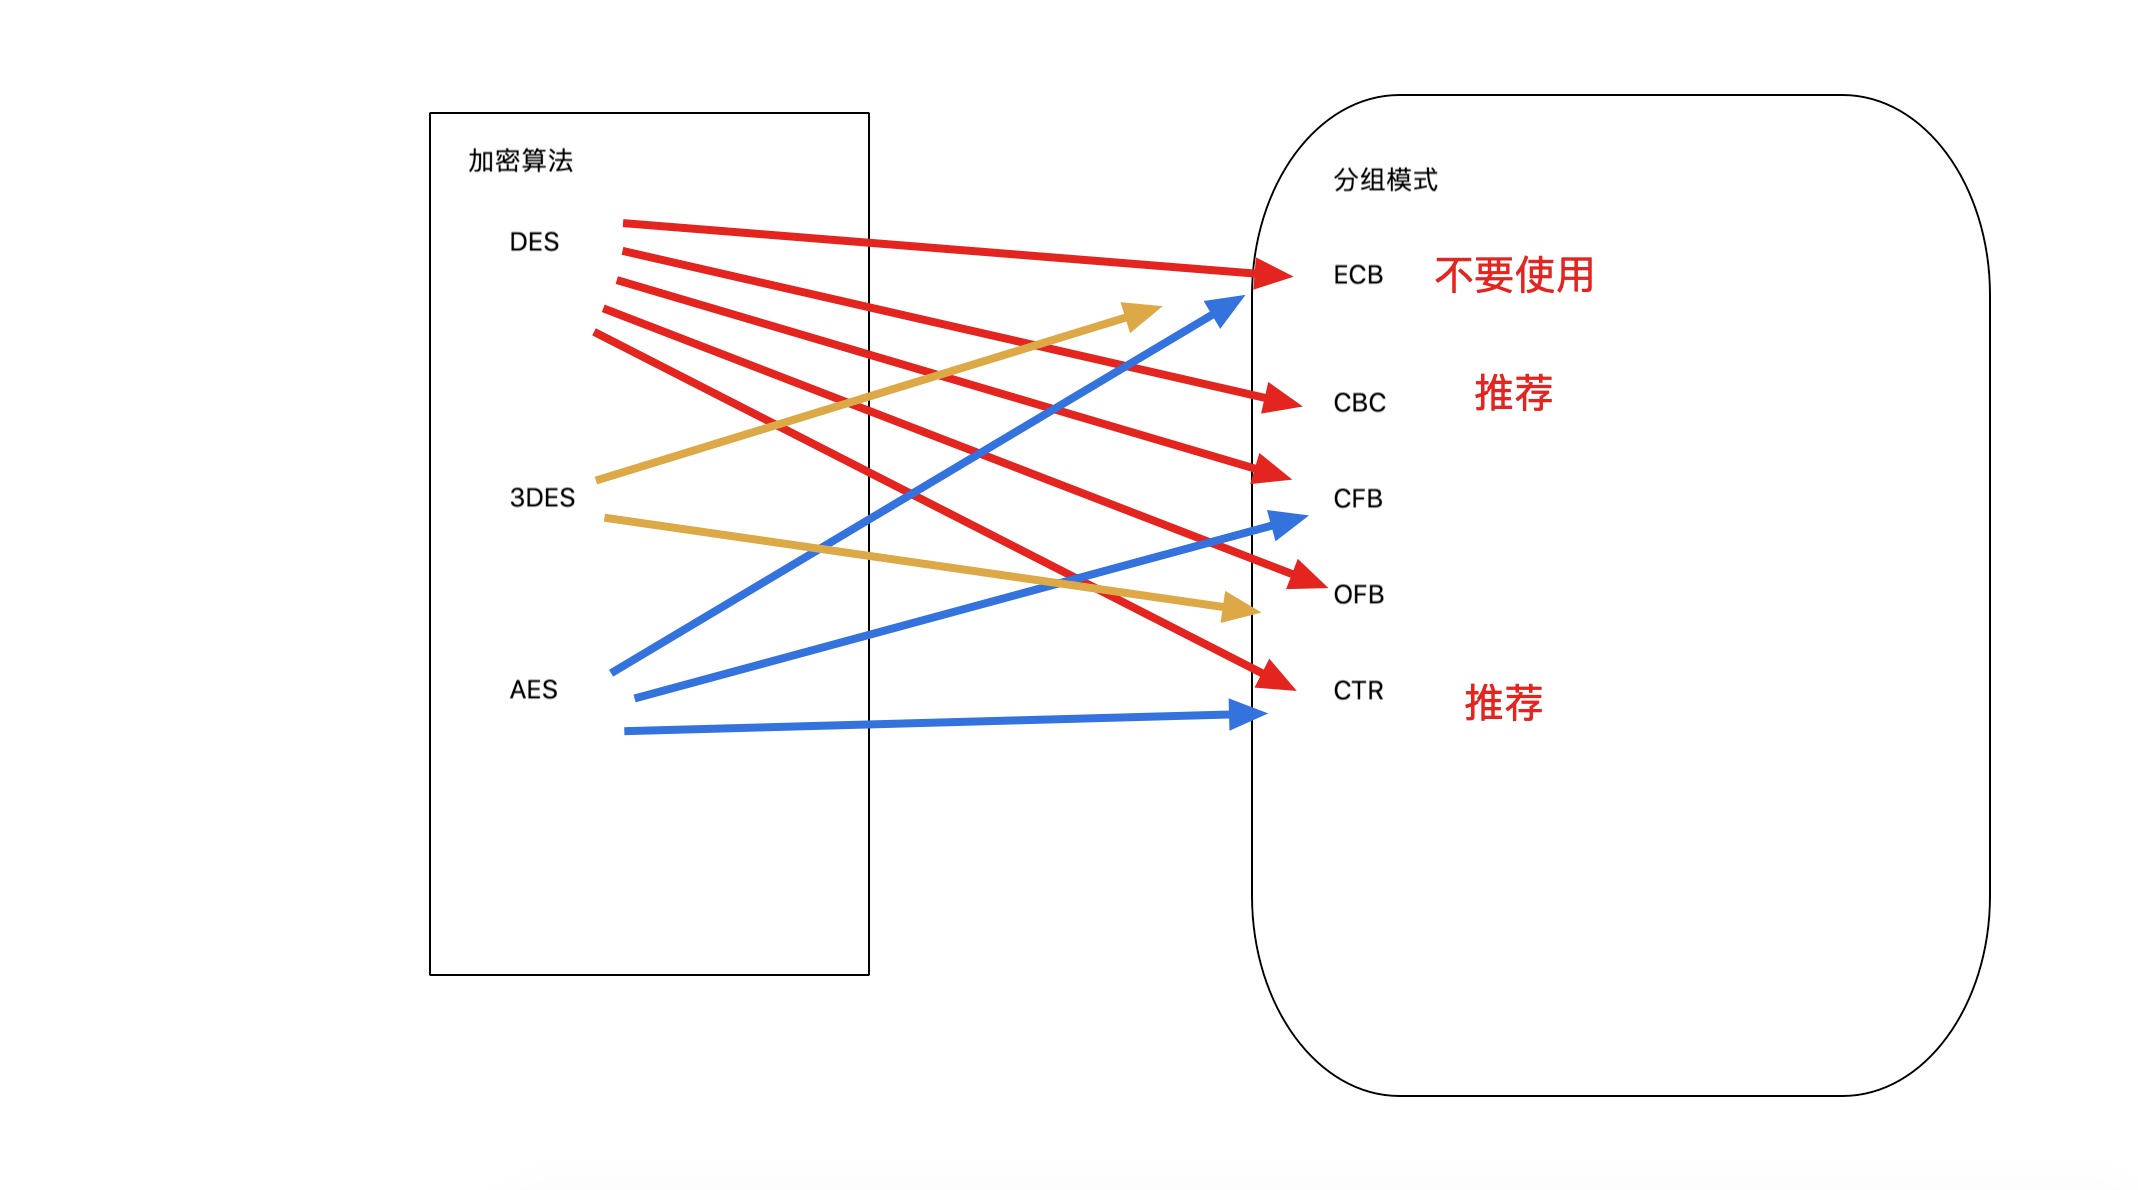 加密算法
DES
3DES
AES
分组模式
ECB 不要使用
CBC 推荐
CFB
OFB
CTR 推荐